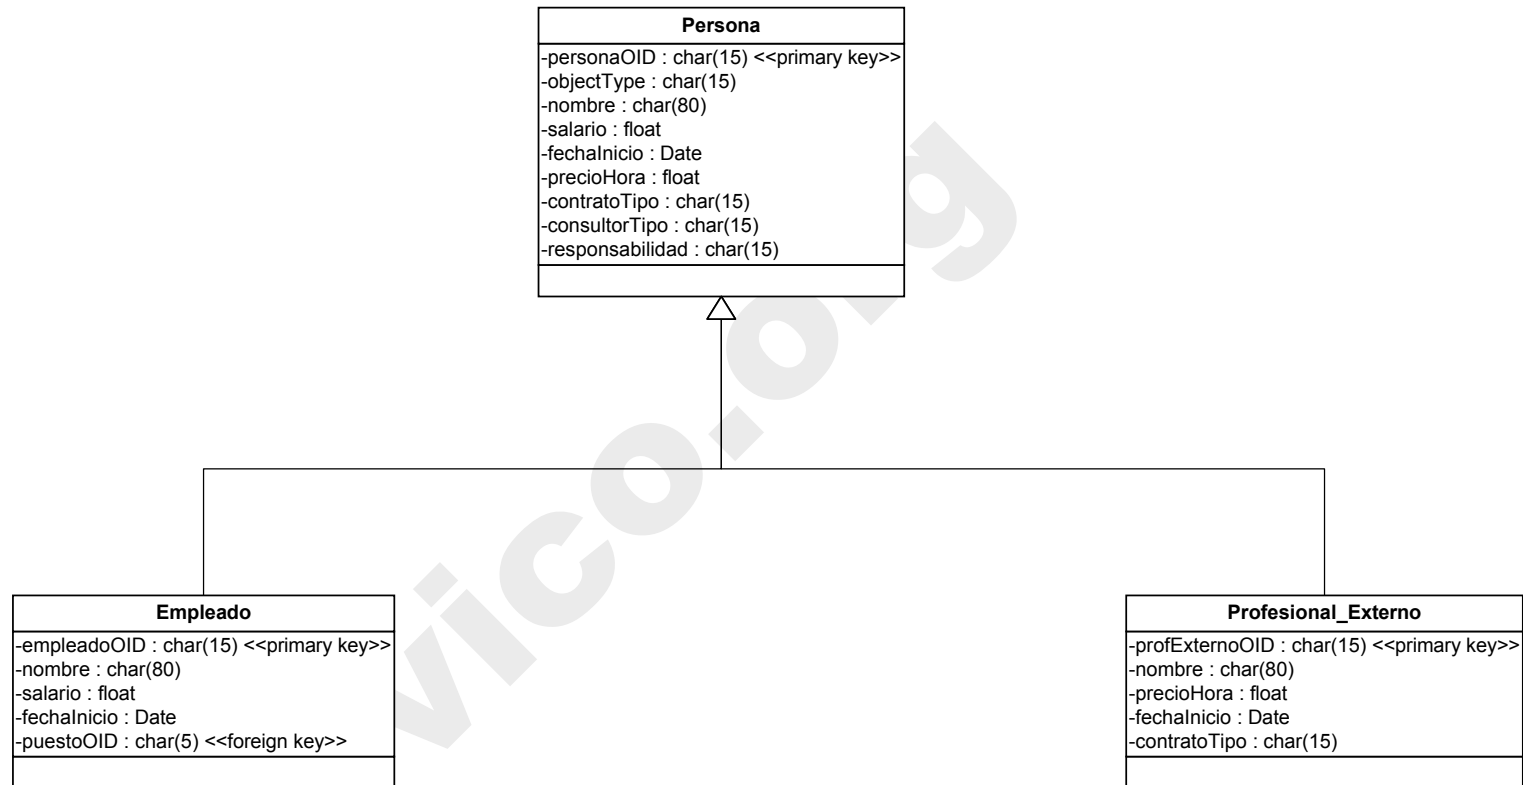 Persona
-personaOID : char(15) <<primary key>>
-objectType : char(15)
-nombre : char(80)
-salario : float
-fechaInicio : Date
-precioHora : float
-contratoTipo : char(15)
-consultorTipo : char(15)
-responsabilidad : char(15)
vico.org
Empleado
-empleadoOID : char(15) <<primary key>>
-nombre : char(80)
-salario : float
-fechaInicio : Date
-puestoOID : char(5) <<foreign key>>
Profesional_Externo
-profExternoOID : char(15) <<primary key>>
-nombre : char(80)
-precioHora : float
-fechaInicio : Date
-contratoTipo : char(15)